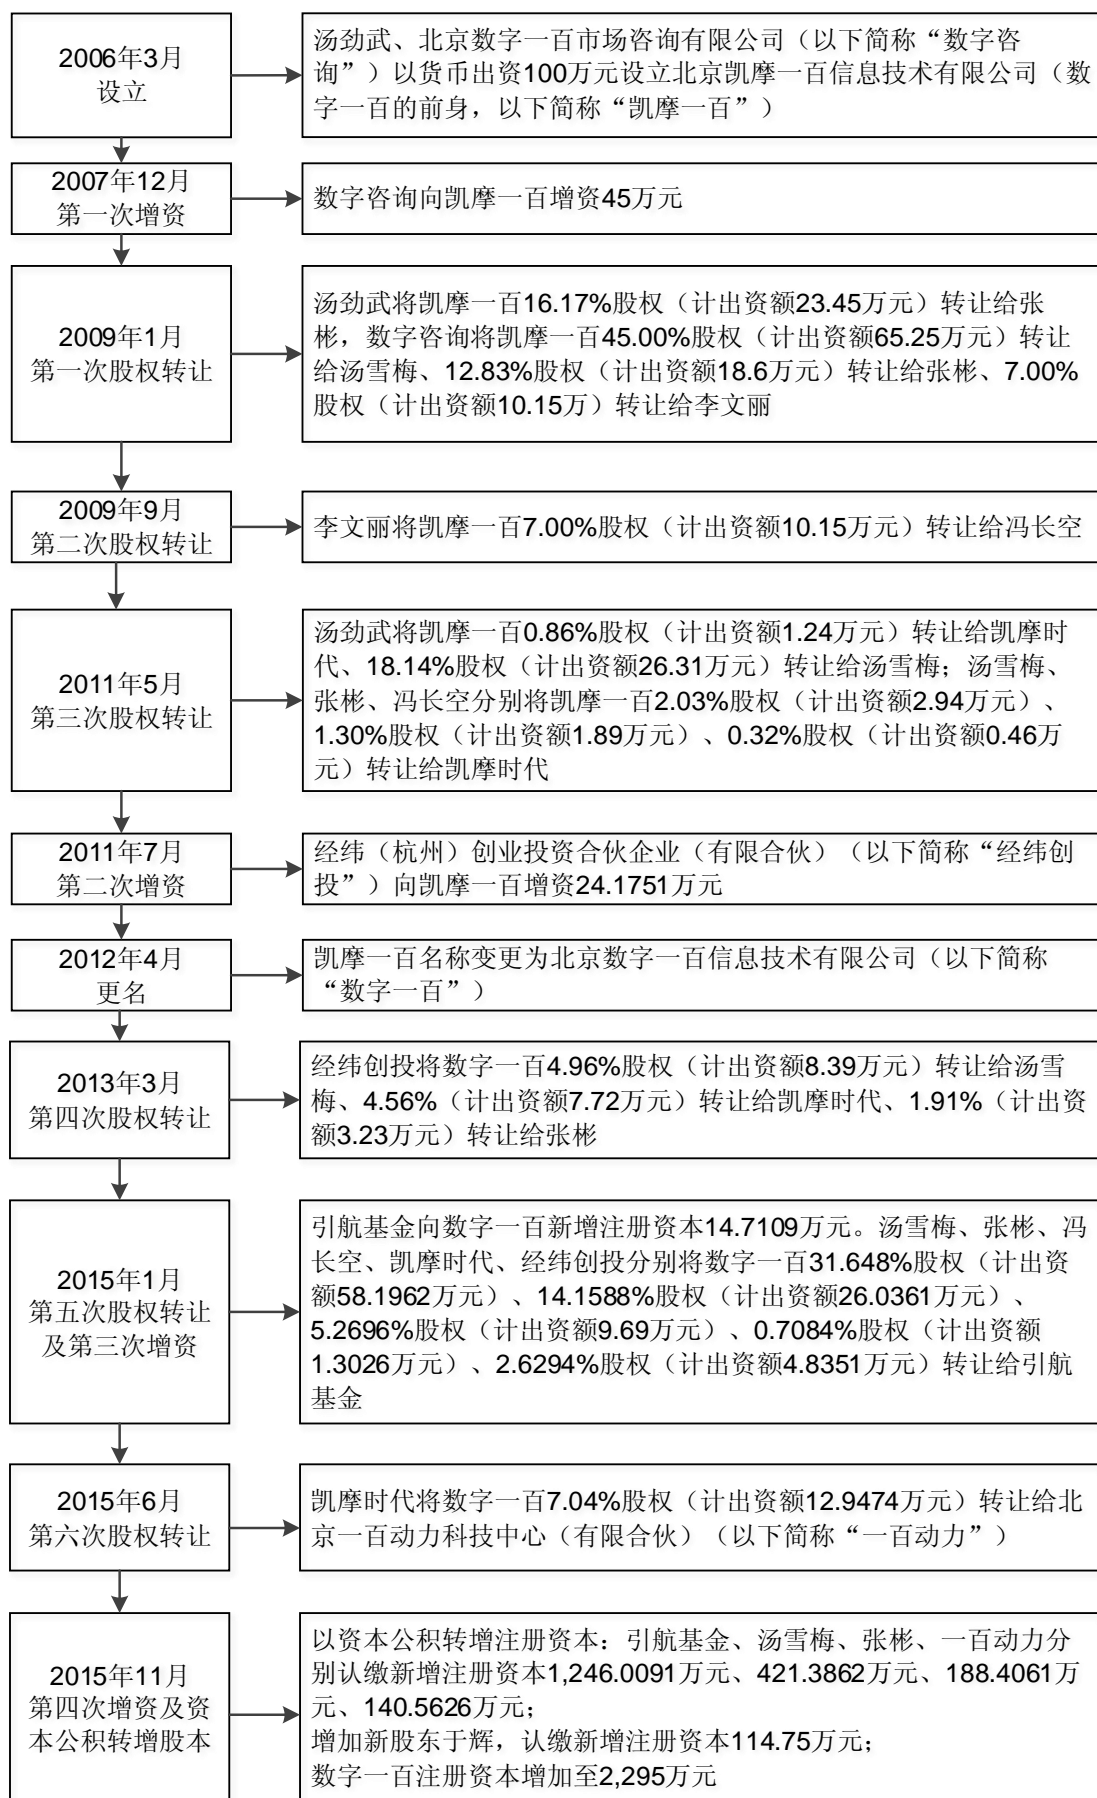 2006年3月
设立
汤劲武、北京数字一百市场咨询有限公司（以下简称“数字咨
询”）以货币出资100万元设立北京凯摩一百信息技术有限公司（数
字一百的前身，以下简称“凯摩一百”）
2007年12月
第一次增资
数字咨询向凯摩一百增资45万元
2009年1月
第一次股权转让
汤劲武将凯摩一百16.17%股权（计出资额23.45万元）转让给张
彬，数字咨询将凯摩一百45.00%股权（计出资额65.25万元）转让
给汤雪梅、12.83%股权（计出资额18.6万元）转让给张彬、7.00%
股权（计出资额10.15万）转让给李文丽
2009年9月
第二次股权转让
李文丽将凯摩一百7.00%股权（计出资额10.15万元）转让给冯长空
2011年5月
第三次股权转让
汤劲武将凯摩一百0.86%股权（计出资额1.24万元）转让给凯摩时
代、18.14%股权（计出资额26.31万元）转让给汤雪梅；汤雪梅、
张彬、冯长空分别将凯摩一百2.03%股权（计出资额2.94万元）、
1.30%股权（计出资额1.89万元）、0.32%股权（计出资额0.46万
元）转让给凯摩时代
2011年7月
第二次增资
经纬（杭州）创业投资合伙企业（有限合伙）（以下简称“经纬创
投”）向凯摩一百增资24.1751万元
2012年4月
更名
凯摩一百名称变更为北京数字一百信息技术有限公司（以下简称
“数字一百”）
2013年3月
第四次股权转让
经纬创投将数字一百4.96%股权（计出资额8.39万元）转让给汤雪
梅、4.56%（计出资额7.72万元）转让给凯摩时代、1.91%（计出资
额3.23万元）转让给张彬
2015年1月
第五次股权转让
及第三次增资
引航基金向数字一百新增注册资本14.7109万元。汤雪梅、张彬、冯
长空、凯摩时代、经纬创投分别将数字一百31.648%股权（计出资
额58.1962万元）、14.1588%股权（计出资额26.0361万元）、
5.2696%股权（计出资额9.69万元）、0.7084%股权（计出资额
1.3026万元）、2.6294%股权（计出资额4.8351万元）转让给引航
基金
2015年6月
第六次股权转让
凯摩时代将数字一百7.04%股权（计出资额12.9474万元）转让给北
京一百动力科技中心（有限合伙）（以下简称“一百动力”）
2015年11月
第四次增资及资
本公积转增股本
以资本公积转增注册资本：引航基金、汤雪梅、张彬、一百动力分
别认缴新增注册资本1,246.0091万元、421.3862万元、188.4061万
元、140.5626万元；
增加新股东于辉，认缴新增注册资本114.75万元；
数字一百注册资本增加至2,295万元